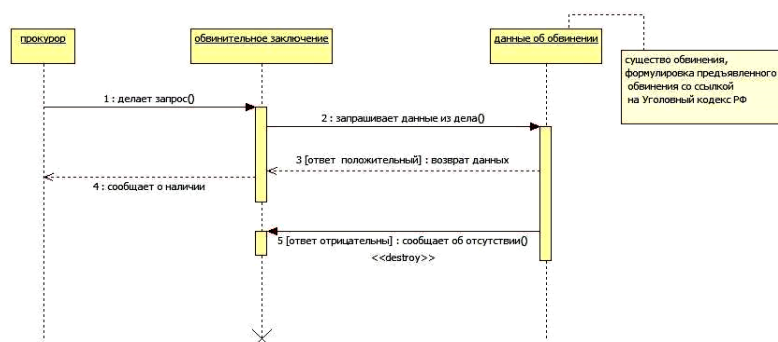 прокурор
обвинительное заключение
данные об обвинении
существо обвинения,
формулировка предъявленного
обвинения со ссылкой
на Уголовный кодекс РФ
1 : делает запрос()
2 : запрашивает данные из дела()
3 [ответ положительный] : возврат данных
4 : сообщает о наличии
5 [ответ отрицательны] : сообщает об отсутствии()
<<destroy>>